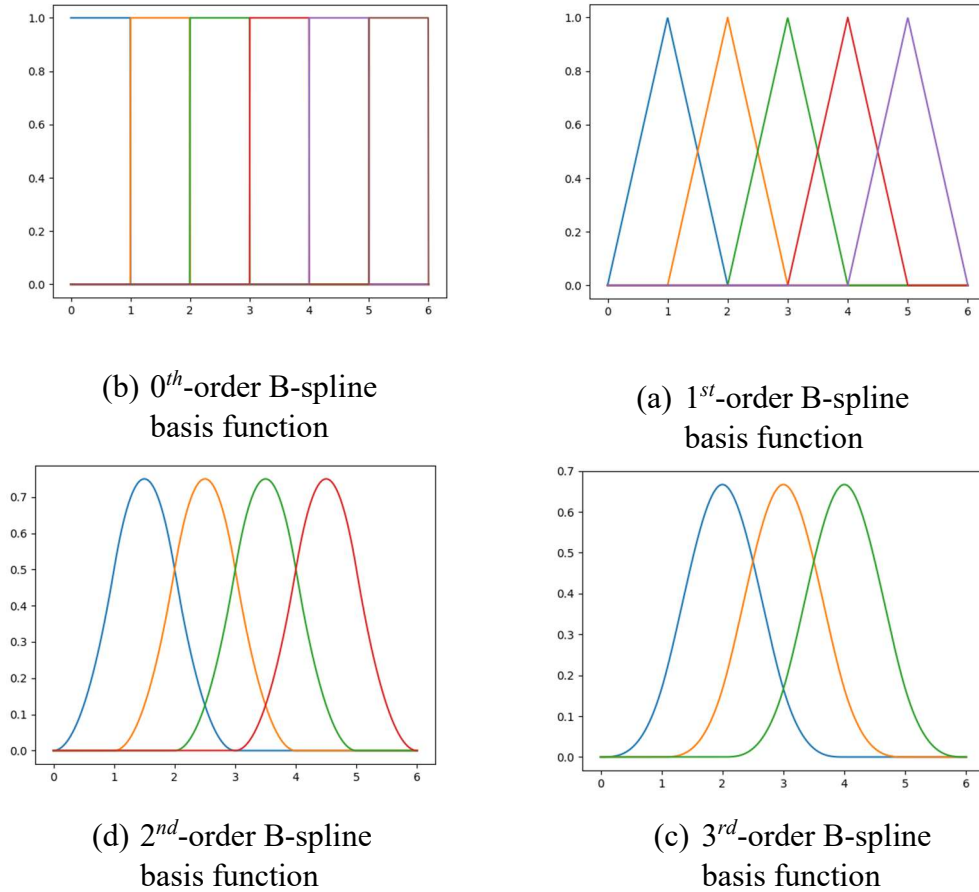 1.0
0.8
0.6
0.4
0.2
0.0
0 1 2 3 4 5 6
(b) 0th-order B-spline
basis function
1.0
0.8
0.6
0.4
0.2
0.0
0 1 2 3 4 5 6
(a) 1st-order B-spline
basis function
0.7
0.6
0.5
0.4
0.3
0.2
0.1
0.0
0 1 2 3 4 5 6
(d) 2nd-order B-spline
basis function
0.7
0.6
0.5
0.4
0.3
0.2
0.1
0.0
0 1 2 3 4 5 6
(c) 3rd-order B-spline
basis function